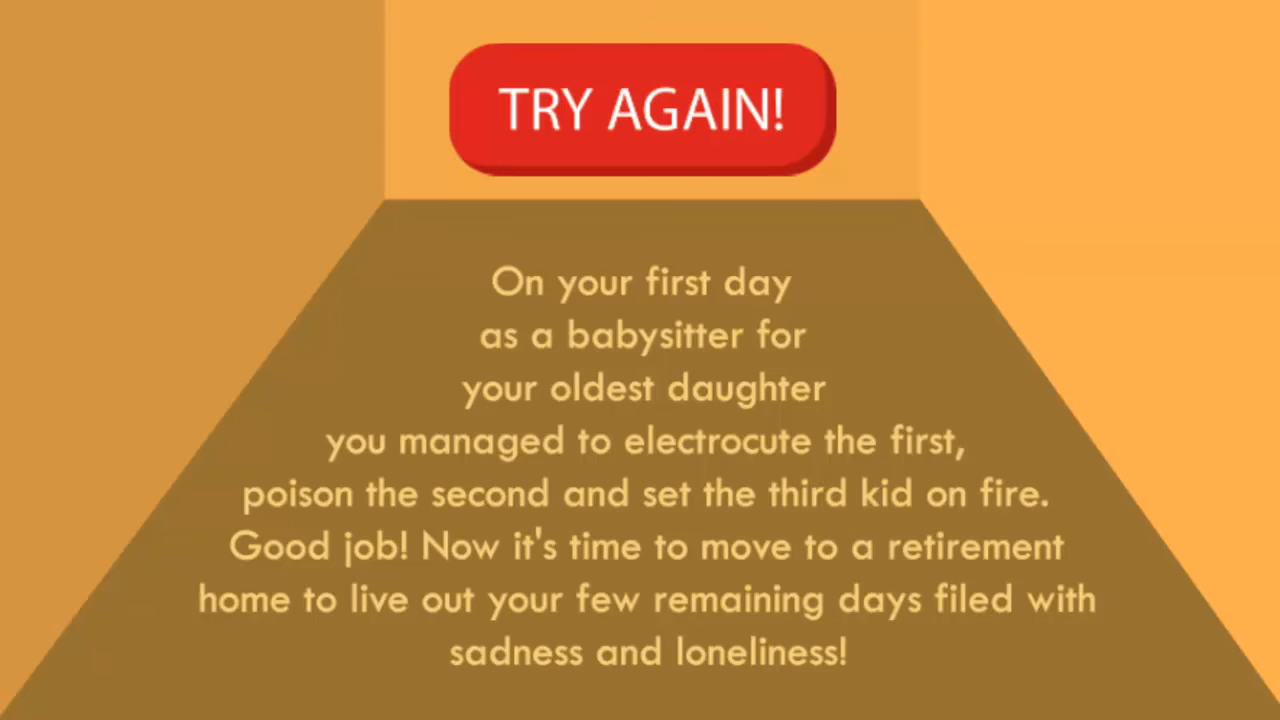 TRY AGAIN!
On your first day
as a babysitter for
your oldest daughter
you managed to electrocute the first,
poison the second and set the third kid on fire.
Good job! Now it's time to move to a retirement
home to live out your few remaining days filed with
sadness and loneliness!